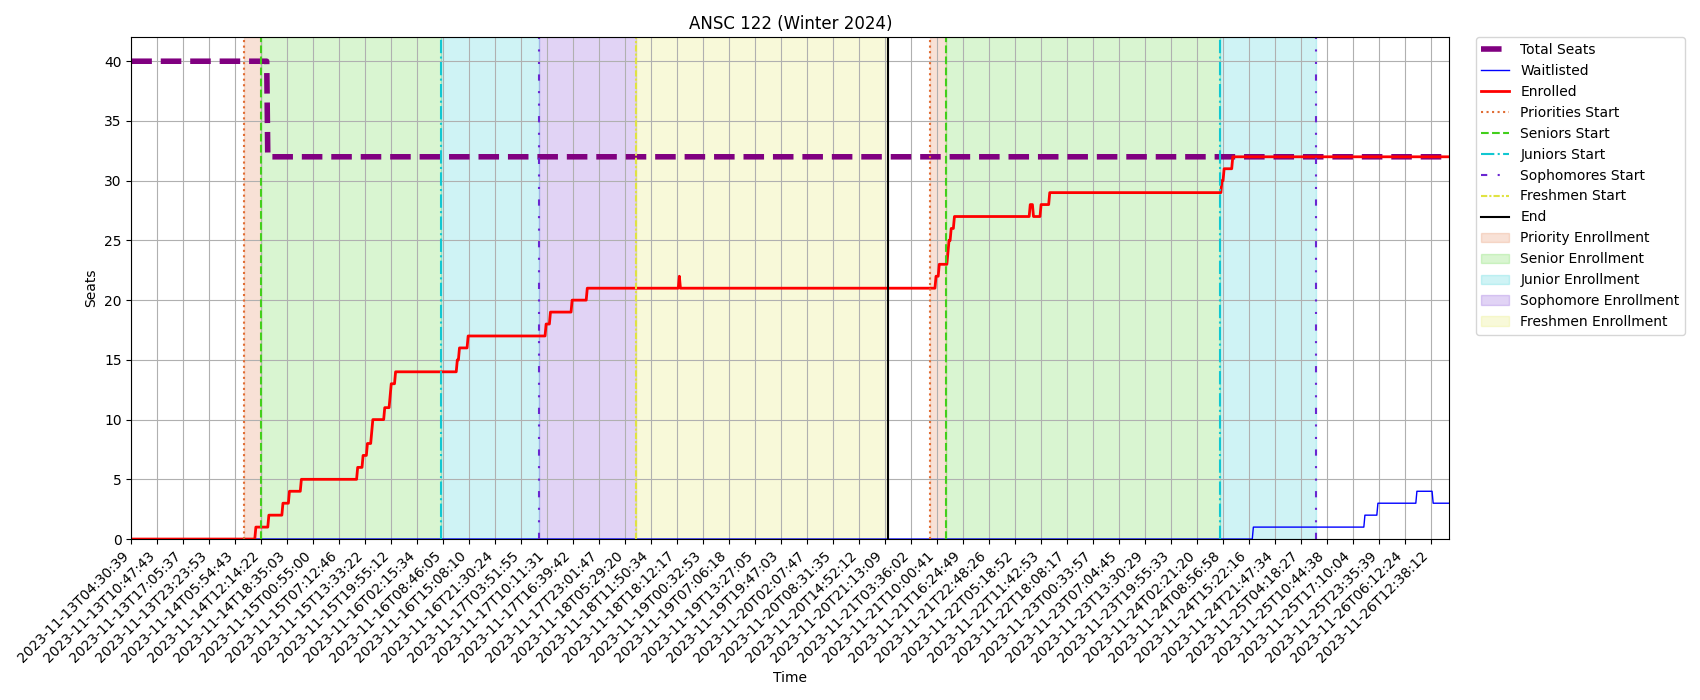 ANSC 122 (Winter 2024)
Seats
40
35
30
25
20
15
10
5
0
2023-11-13T04:30:39
2023-11-13T10:47:43
2023-11-13T17:05:37
2023-11-13T23:23:53
2023-11-14T05:54:43
2023-11-14T12:14:22
2023-11-14T18:35:03
2023-11-15T00:55:00
2023-11-15T07:12:46
2023-11-15T13:33:22
2023-11-15T19:55:12
2023-11-16T02:15:34
2023-11-16T08:46:05
2023-11-16T15:08:10
2023-11-16T21:30:24
2023-11-17T03:51:55
2023-11-17T10:11:31
2023-11-17T16:39:42
2023-11-17T23:01:47
2023-11-18T05:29:20
2023-11-18T11:50:34
2023-11-18T18:12:17
2023-11-19T00:32:53
2023-11-19T07:06:18
2023-11-19T13:27:05
2023-11-19T19:47:03
2023-11-20T02:07:47
2023-11-20T08:31:35
2023-11-20T14:52:12
2023-11-20T21:13:09
2023-11-21T03:36:02
2023-11-21T10:00:41
2023-11-21T16:24:49
2023-11-21T22:48:26
2023-11-22T05:18:52
2023-11-22T11:42:53
2023-11-22T18:08:17
2023-11-23T00:33:57
2023-11-23T07:04:45
2023-11-23T13:30:29
2023-11-23T19:55:33
2023-11-24T02:21:20
2023-11-24T08:56:58
2023-11-24T15:22:16
2023-11-24T21:47:34
2023-11-25T04:18:27
2023-11-25T10:44:38
2023-11-25T17:10:04
2023-11-25T23:35:39
2023-11-26T06:12:24
2023-11-26T12:38:12
Time
Total Seats
Waitlisted
Enrolled
Priorities Start
Seniors Start
Juniors Start
Sophomores Start
Freshmen Start
End
Priority Enrollment
Senior Enrollment
Junior Enrollment
Sophomore Enrollment
Freshmen Enrollment